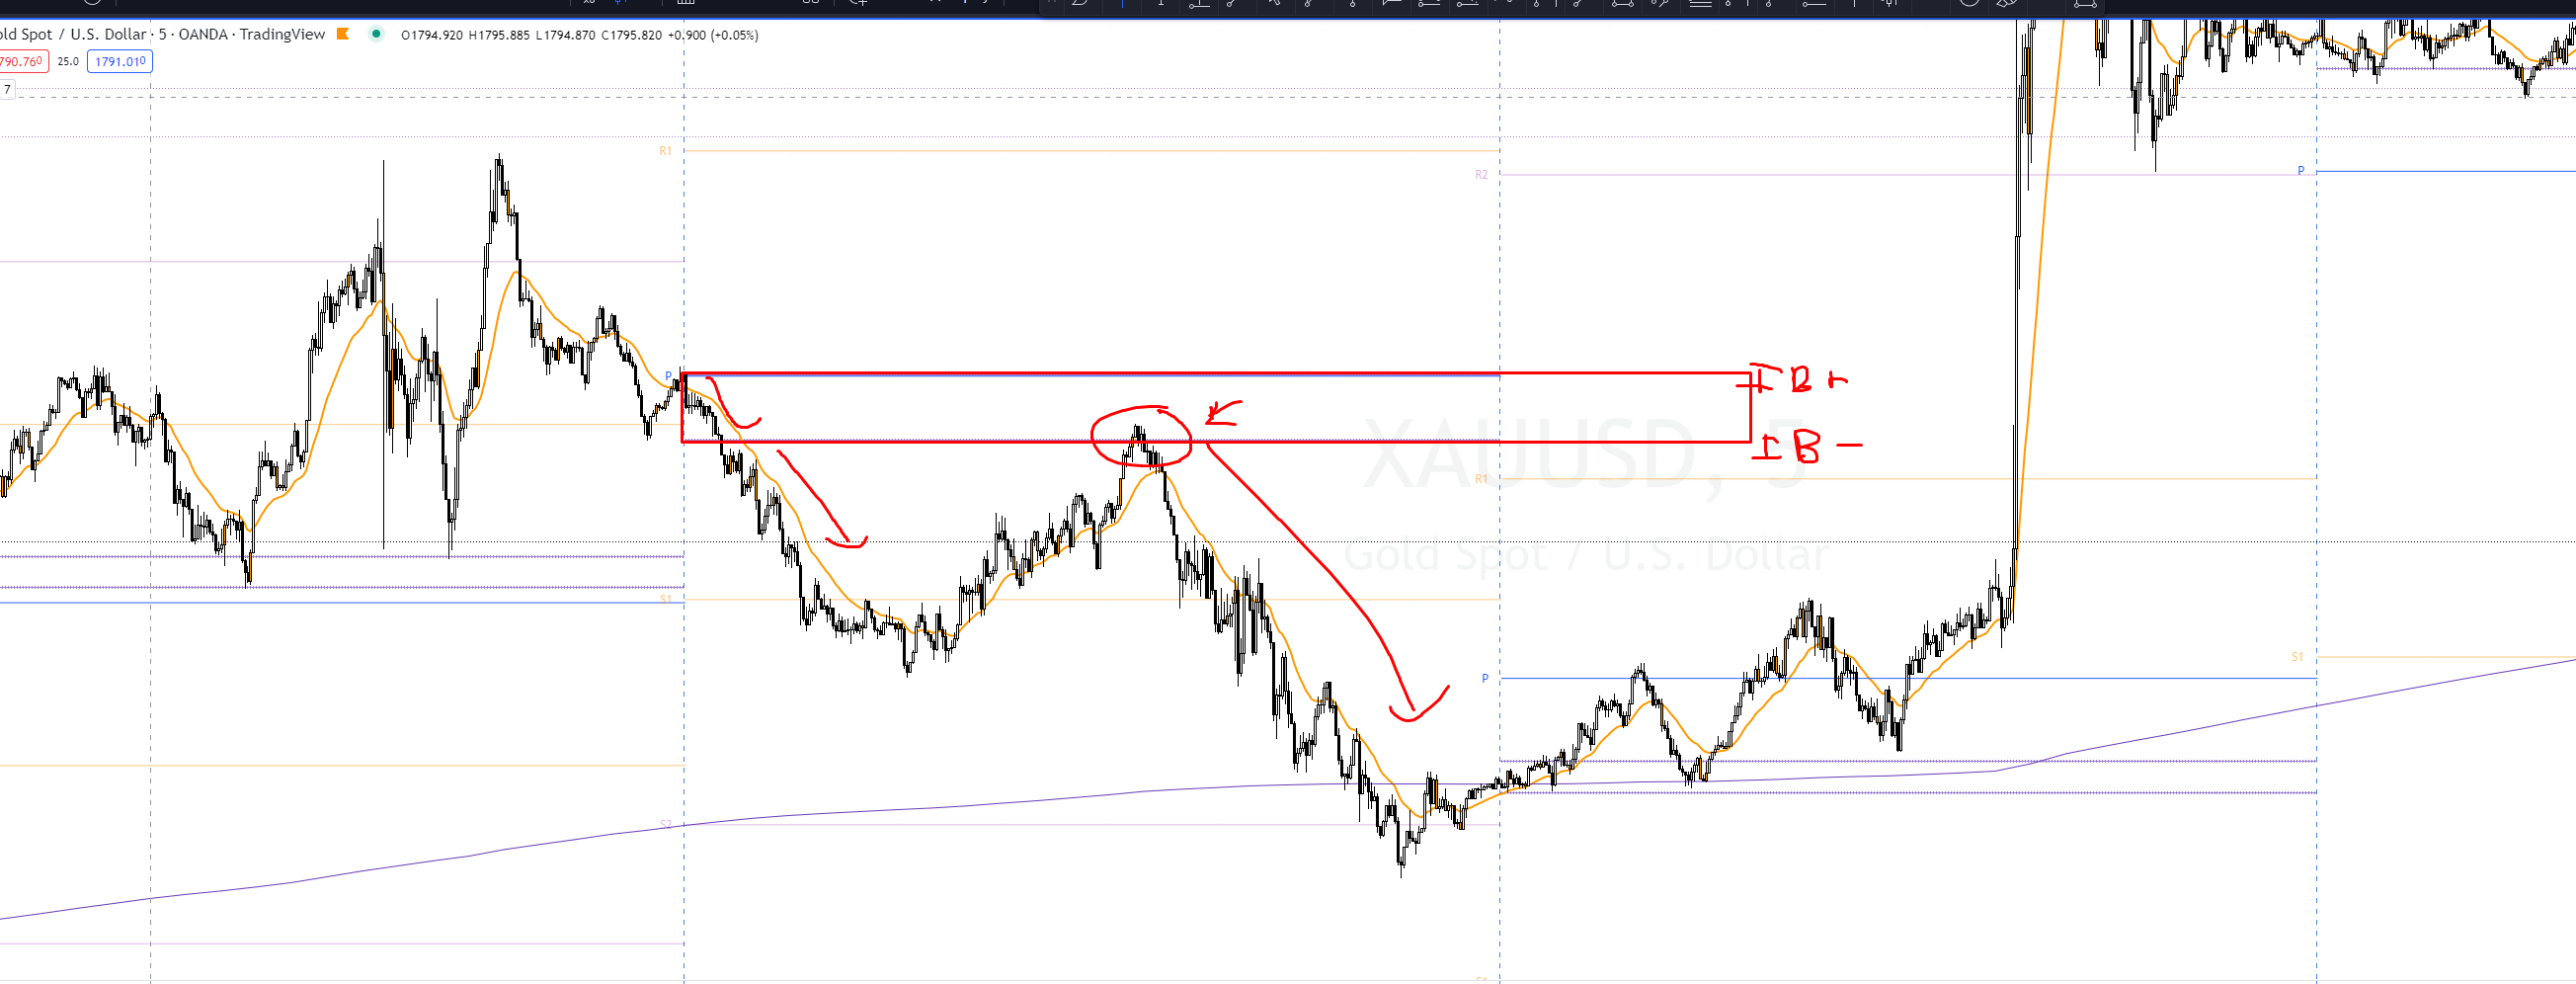 old Spot / U.S. Dollar · 5 · OANDA · TradingView O1794.920 H1795.885 L1794.870 C1795.820 +0.900 (+0.05%)
790.760 25.0 1791.010
7
R1
R2
P
P
IB+
IB-
XAUUSD, 5
R1
Gold Spot / U.S. Dollar
S1
S1
P
S2